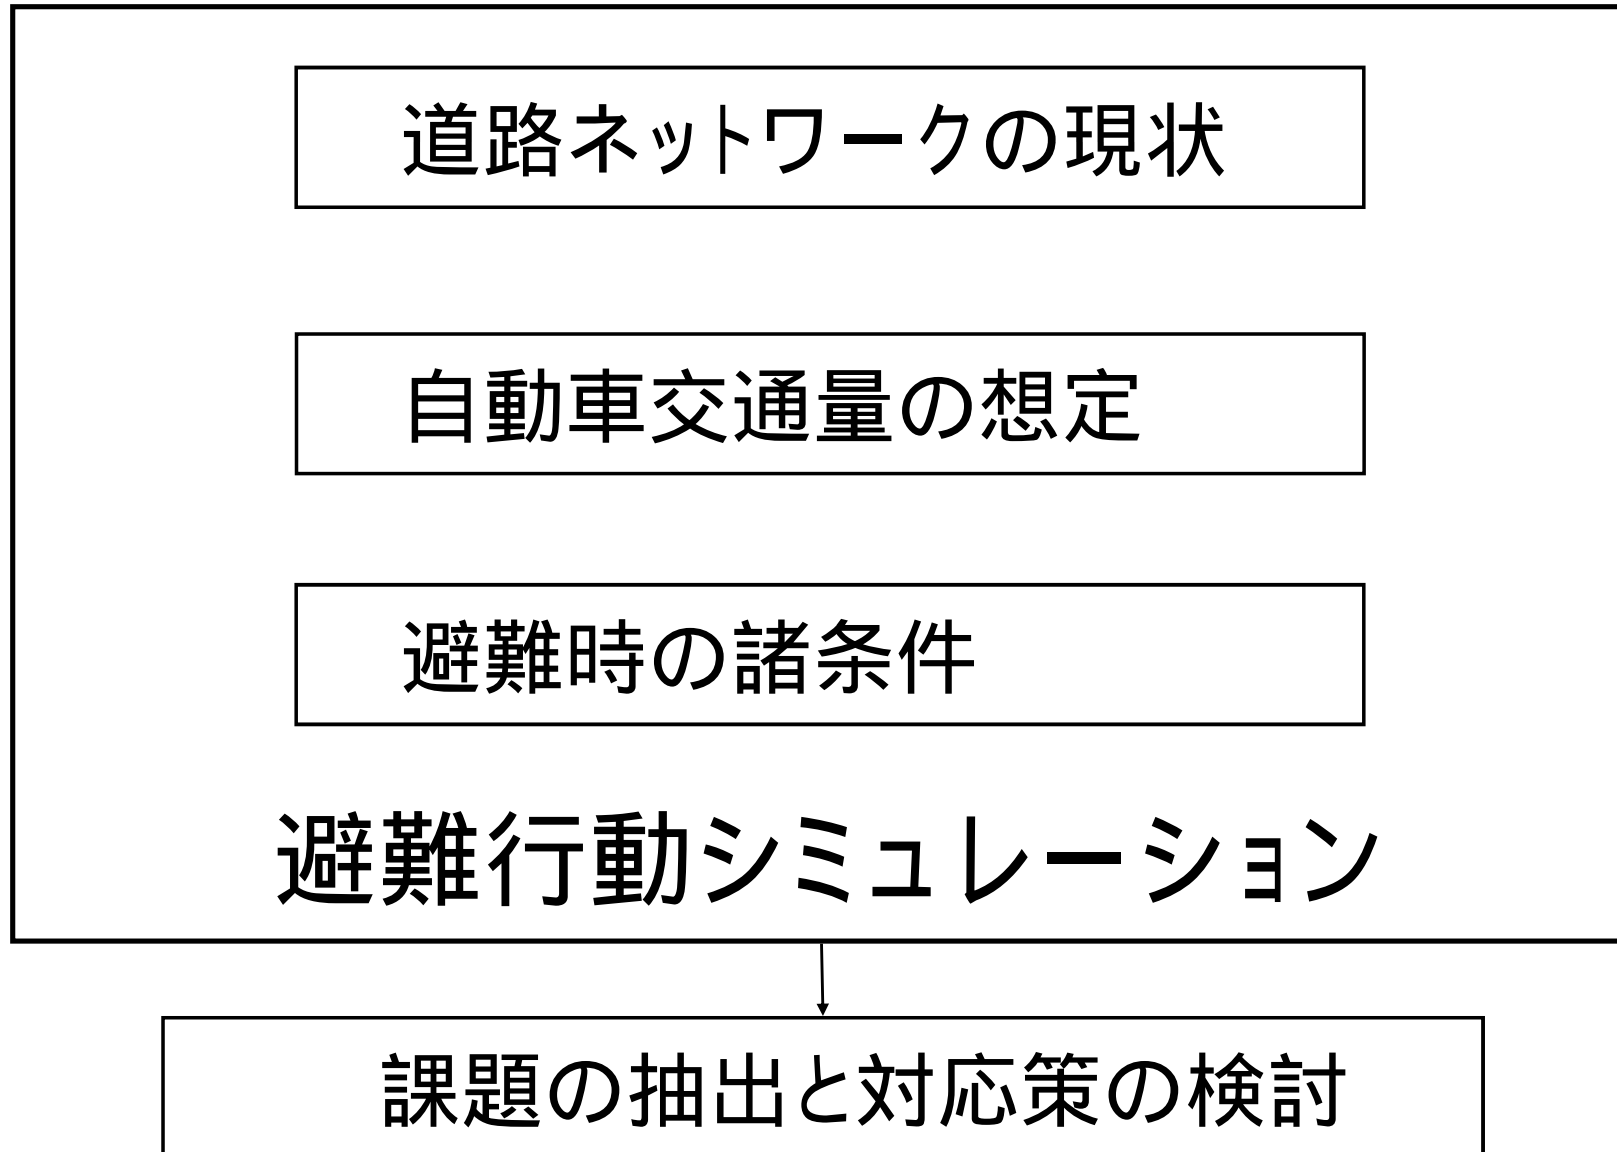 道路ネットワークの現状
自動車交通量の想定
避難時の諸条件
避難行動シミュレーション
課題の抽出と対応策の検討